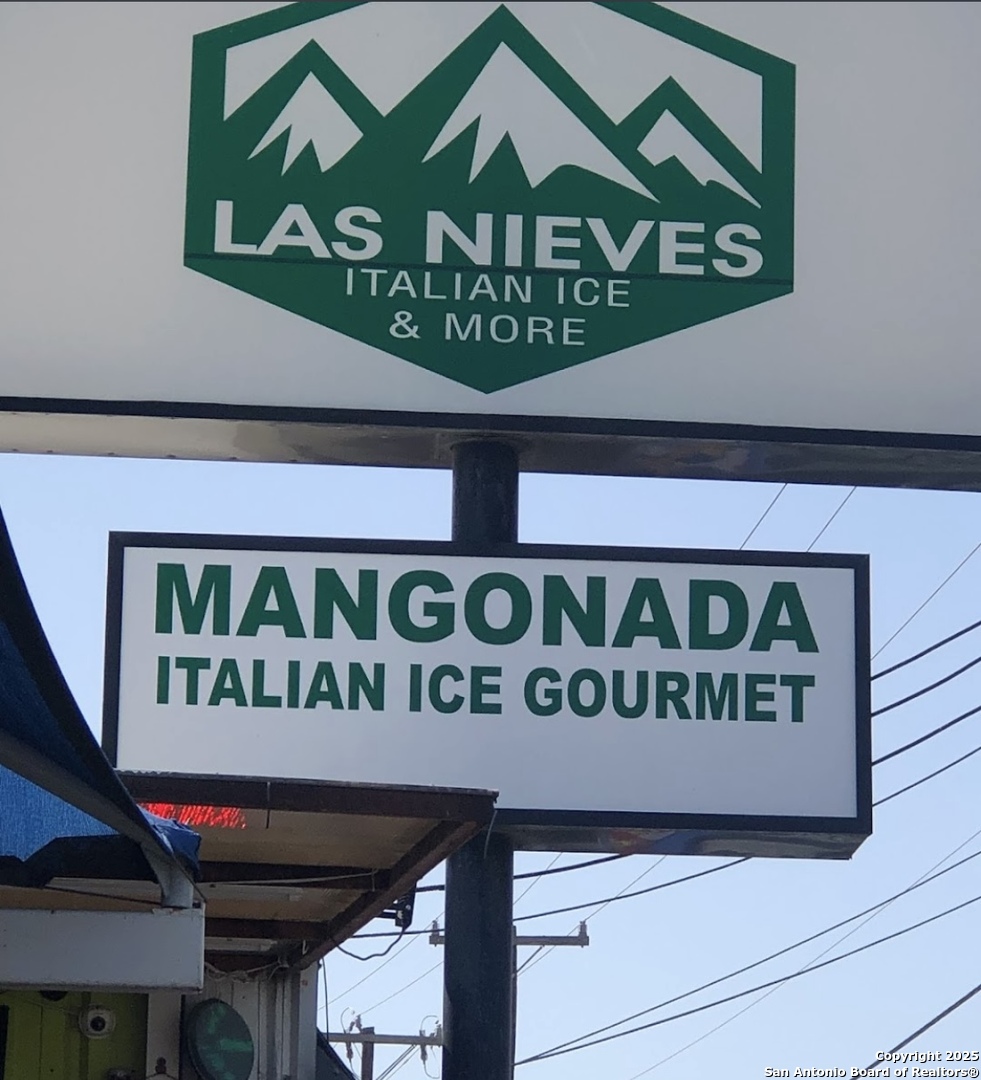 LAS NIEVES
ITALIAN ICE
& MORE
MANGONADA
ITALIAN ICE GOURMET
Copyright 2025
San Antonio Board of Realtors®